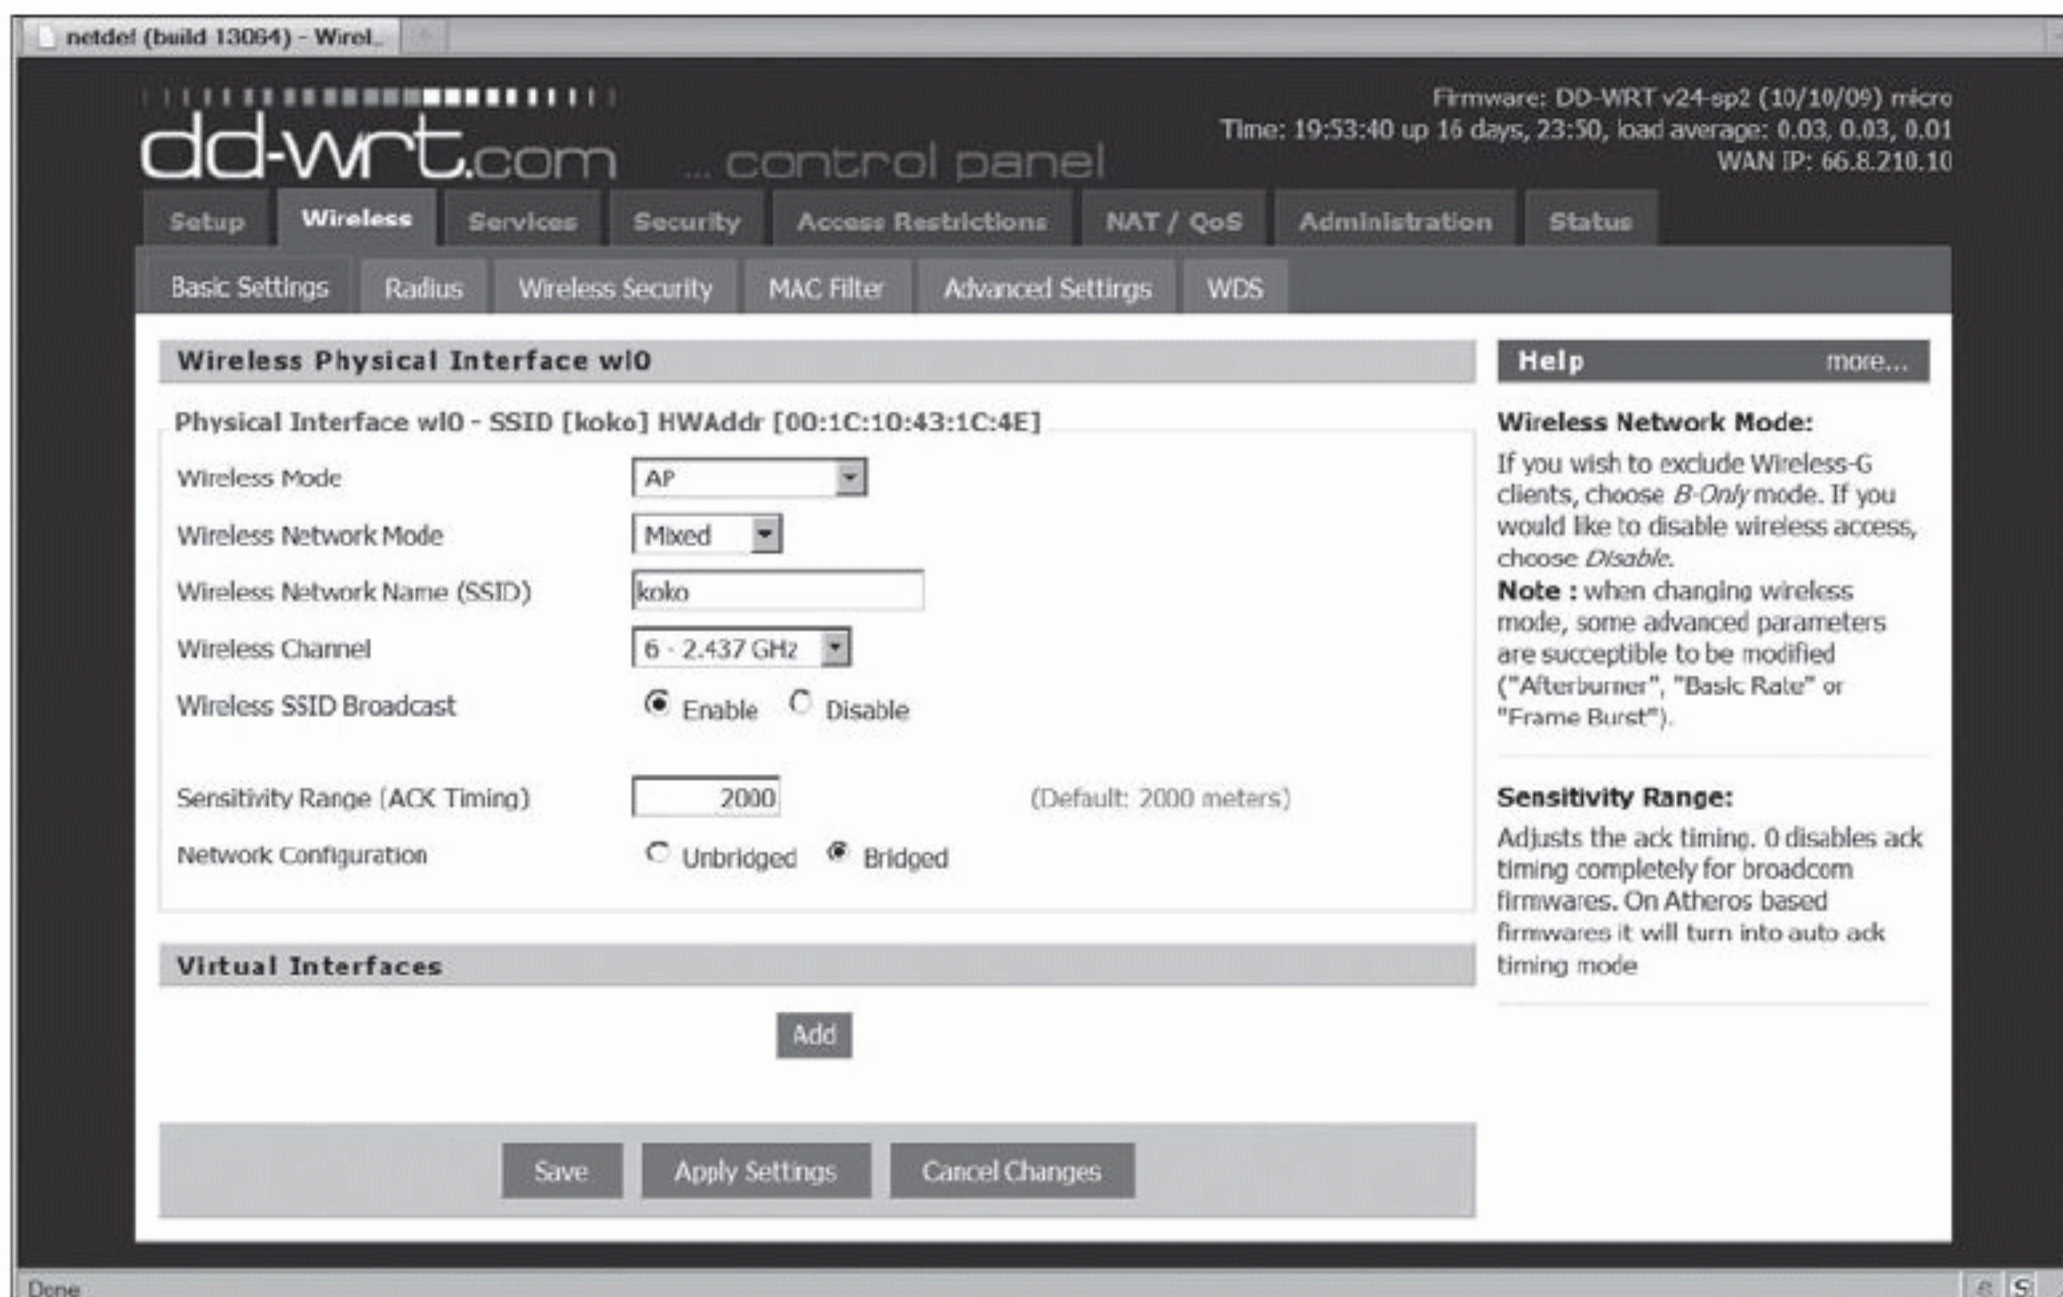 netdef (build 13064) - Wirel...
dd-wrt.com ... control panel
Firmware: DD-WRT v24-sp2 (10/10/09) micro
Time: 19:53:40 up 16 days, 23:50, load average: 0.03, 0.03, 0.01
WAN IP: 66.8.210.10
Setup Wireless Services Security Access Restrictions NAT / QoS Administration Status
Basic Settings Radius Wireless Security MAC Filter Advanced Settings WDS
Wireless Physical Interface wl0
Physical Interface wl0 - SSID [koko] HWAddr [00:1C:10:43:1C:4E]
Wireless Mode AP
Wireless Network Mode Mixed
Wireless Network Name (SSID) koko
Wireless Channel 6 - 2.437 GHz
Wireless SSID Broadcast Enable Disable
Sensitivity Range (ACK Timing) 2000 (Default: 2000 meters)
Network Configuration Unbridged Bridged
Virtual Interfaces
Add
Save Apply Settings Cancel Changes
Help more...
Wireless Network Mode:
If you wish to exclude Wireless-G
clients, choose B-Only mode. If you
would like to disable wireless access,
choose Disable.
Note : when changing wireless
mode, some advanced parameters
are succeptible to be modified
("Afterburner", "Basic Rate" or
"Frame Burst").
Sensitivity Range:
Adjusts the ack timing. 0 disables ack
timing completely for broadcom
firmwares. On Atheros based
firmwares it will turn into auto ack
timing mode
Done